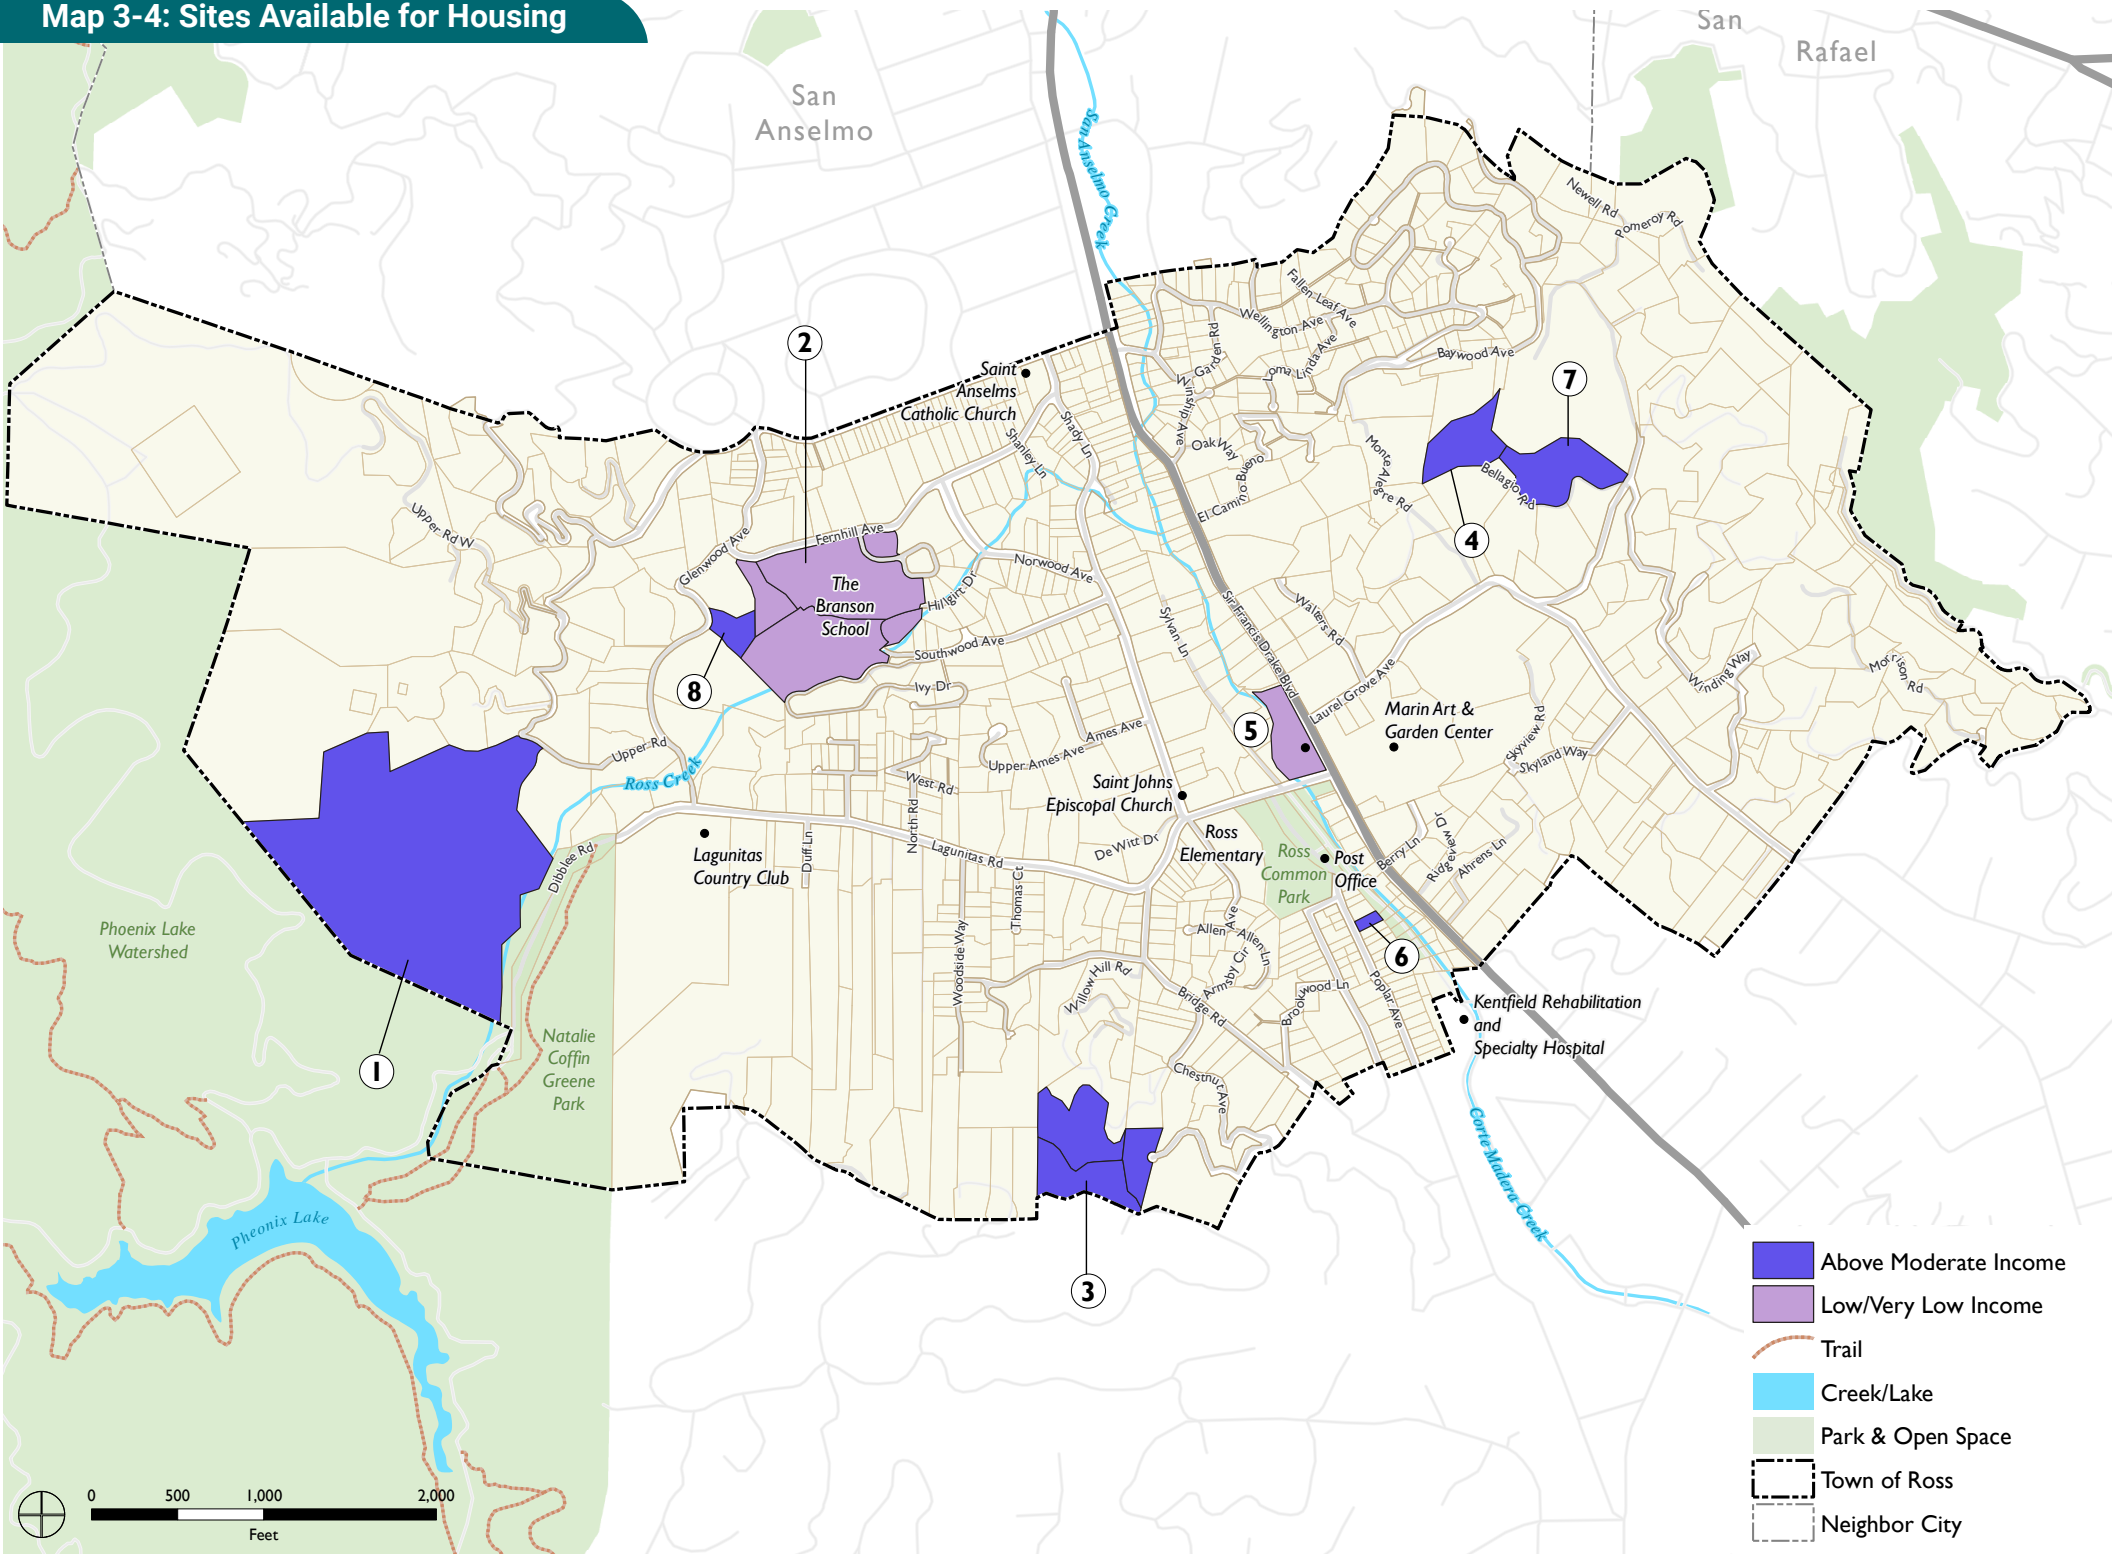 Map 3-4: Sites Available for Housing
San
Rafael
San
Anselmo
San Anselmo Creek
Newell Rd
Pomeroy Rd
Fallen Leaf Ave
Wellington Ave
Garden Rd
Loma Linda Ave
Winship Ave
Baywood Ave
2
7
Saint
Anselms
Catholic Church
Shady Ln
Shanley Ln
Oak Way
El Camino Bueno
Monte Alegre Rd
Bellagio Rd
4
Upper Rd W
Glenwood Ave
Fernhill Ave
The
Branson
School
Hillgirt Dr
Norwood Ave
Southwood Ave
Sylvan Ln
Sir Francis Drake Blvd
Walters Rd
Laurel Grove Ave
Winding Way
Morrison Rd
8
Ivy Dr
5
Marin Art &
Garden Center
Skyview Rd
Skyland Way
Upper Rd
Ross Creek
Upper Ames Ave
Ames Ave
West Rd
North Rd
Saint Johns
Episcopal Church
Lagunitas
Country Club
Duff Ln
Lagunitas Rd
De Witt Dr
Ross
Elementary
Ross
Common
Park
Post
Office
Berry Ln
Ridgeview Dr
Ahrens Ln
Dibblee Rd
Thomas Ct
Woodside Way
Allen Ave
Allen Ln
Armsby Cir
6
Phoenix Lake
Watershed
Willow Hill Rd
Bridge Rd
Brookwood Ln
Poplar Ave
Kentfield Rehabilitation
and
Specialty Hospital
1
Natalie
Coffin
Greene
Park
Chestnut Ave
Corte Madera Creek
Pheonix Lake
3
Above Moderate Income
Low/Very Low Income
Trail
Creek/Lake
Park & Open Space
Town of Ross
Neighbor City
0 500 1,000 2,000
Feet